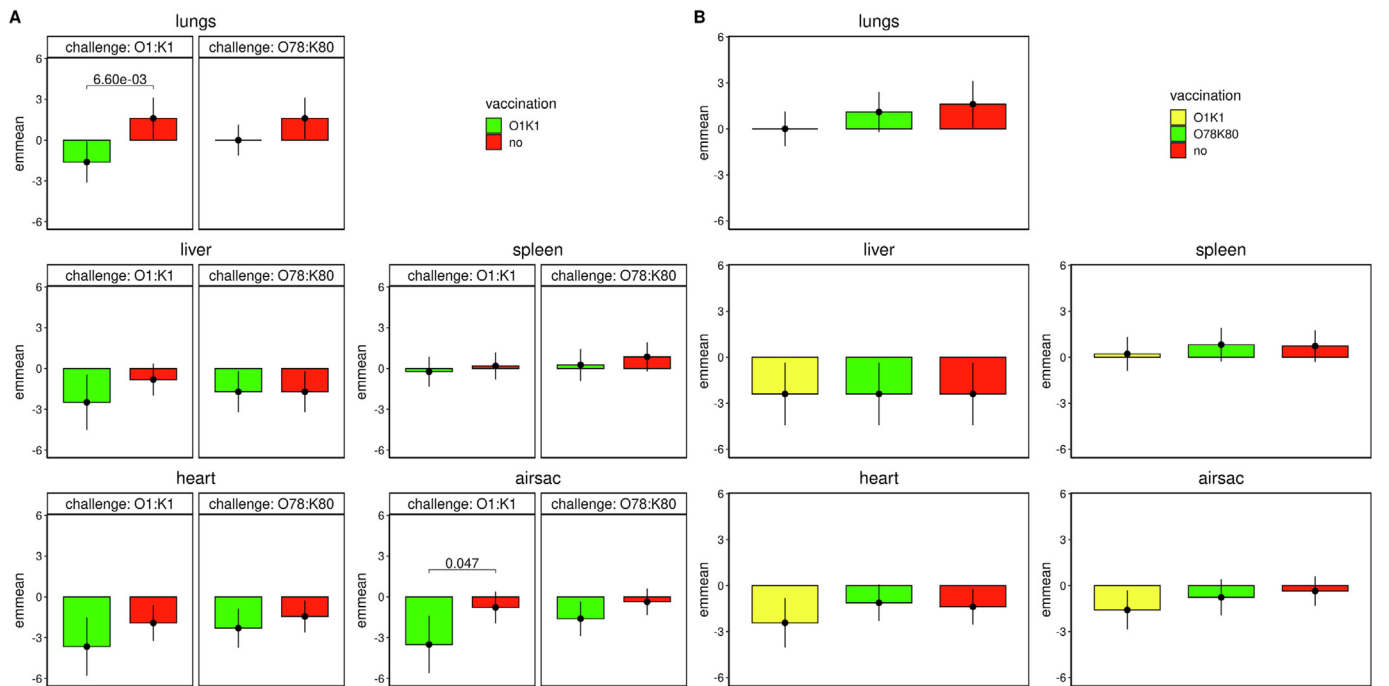 A
lungs
challenge: O1:K1
challenge: O78:K80
emmean
6
3
0
-3
-6
6.60e-03
vaccination
O1K1
no
liver
challenge: O1:K1
challenge: O78:K80
emmean
6
3
0
-3
-6
spleen
challenge: O1:K1
challenge: O78:K80
emmean
6
3
0
-3
-6
heart
challenge: O1:K1
challenge: O78:K80
emmean
6
3
0
-3
-6
airsac
challenge: O1:K1
challenge: O78:K80
emmean
6
3
0
-3
-6
0.047
B
lungs
emmean
6
3
0
-3
-6
vaccination
O1K1
O78K80
no
liver
emmean
6
3
0
-3
-6
spleen
emmean
6
3
0
-3
-6
heart
emmean
6
3
0
-3
-6
airsac
emmean
6
3
0
-3
-6